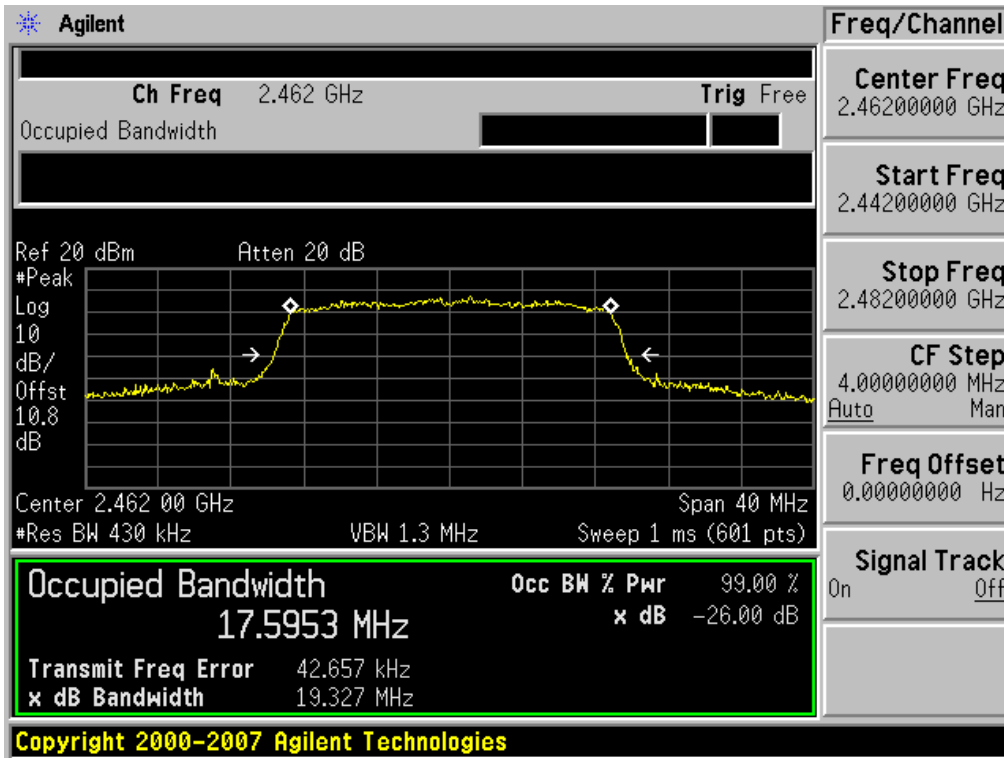 Agilent
Ch Freq 2.462 GHz Trig Free
Occupied Bandwidth
Ref 20 dBm Atten 20 dB
#Peak
Log
10
dB/
Offst
10.8
dB
Center 2.462 00 GHz Span 40 MHz
#Res BW 430 kHz VBW 1.3 MHz Sweep 1 ms (601 pts)
Occupied Bandwidth
17.5953 MHz
Occ BW % Pwr 99.00 %
x dB -26.00 dB
Transmit Freq Error 42.657 kHz
x dB Bandwidth 19.327 MHz
Copyright 2000-2007 Agilent Technologies
Freq/Channel
Center Freq
2.46200000 GHz
Start Freq
2.44200000 GHz
Stop Freq
2.48200000 GHz
CF Step
4.00000000 MHz
Auto Man
Freq Offset
0.00000000 Hz
Signal Track
On Off